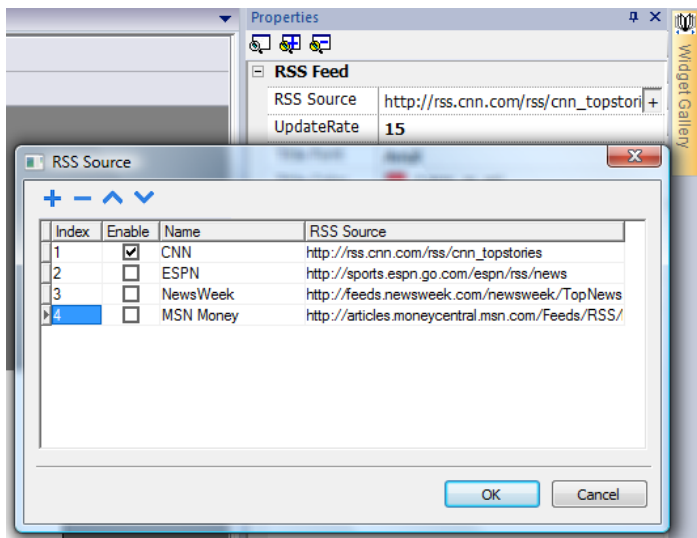 Properties
Widget Gallery
RSS Feed
RSS Source http://rss.cnn.com/rss/cnn_topstori +
UpdateRate 15
RSS Source
Index Enable Name RSS Source
1 CNN http://rss.cnn.com/rss/cnn_topstories
2 ESPN http://sports.espn.go.com/espn/rss/news
3 NewsWeek http://feeds.newsweek.com/newsweek/TopNews
4 MSN Money http://articles.moneycentral.msn.com/Feeds/RSS/
OK Cancel